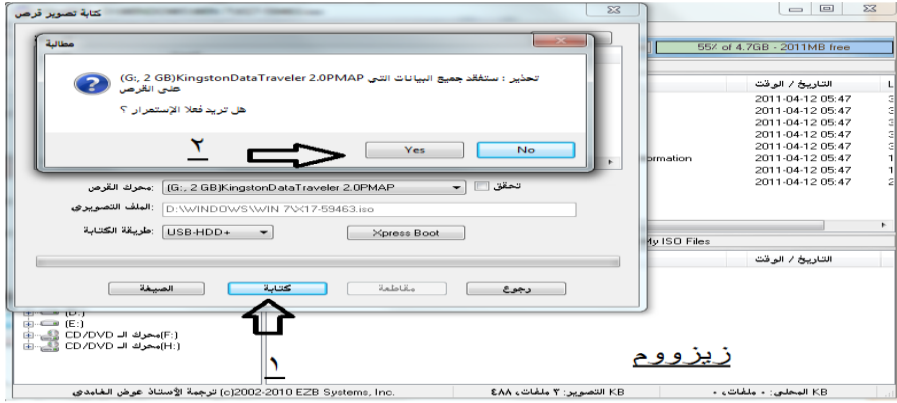 كتابة تصوير قرص
مطالبة
55% of 4.7GB - 2011MB free
تحذير : ستفقد جميع البيانات التي (G:, 2 GB)KingstonDataTraveler 2.0PMAP
على القرص
هل تريد فعلا الإستمرار ؟
٢
Yes
No
التاريخ / الوقت
2011-04-12 05:47
2011-04-12 05:47
2011-04-12 05:47
2011-04-12 05:47
2011-04-12 05:47
ormation 2011-04-12 05:47
2011-04-12 05:47
2011-04-12 05:47
محرك القرص: (G:, 2 GB)KingstonDataTraveler 2.0PMAP تحقق
الملف التصويرى: D:\WINDOWS\WIN 7\X17-59463.iso
طريقة الكتابة: USB-HDD+ Xpress Boot
My ISO Files
التاريخ / الوقت
الصيغة كتابة مقاطعة رجوع
(D:)
(E:)
محرك الـ CD/DVD(F:)
محرك الـ CD/DVD(H:)
١
زيزووم
(c)2002-2010 EZB Systems, Inc. ترجمة الأستاذ عوض الغامدى
التصوير: ٣ ملفات، ٤٨٨ KB
المحلى: ٠ ملفات، ٠ KB